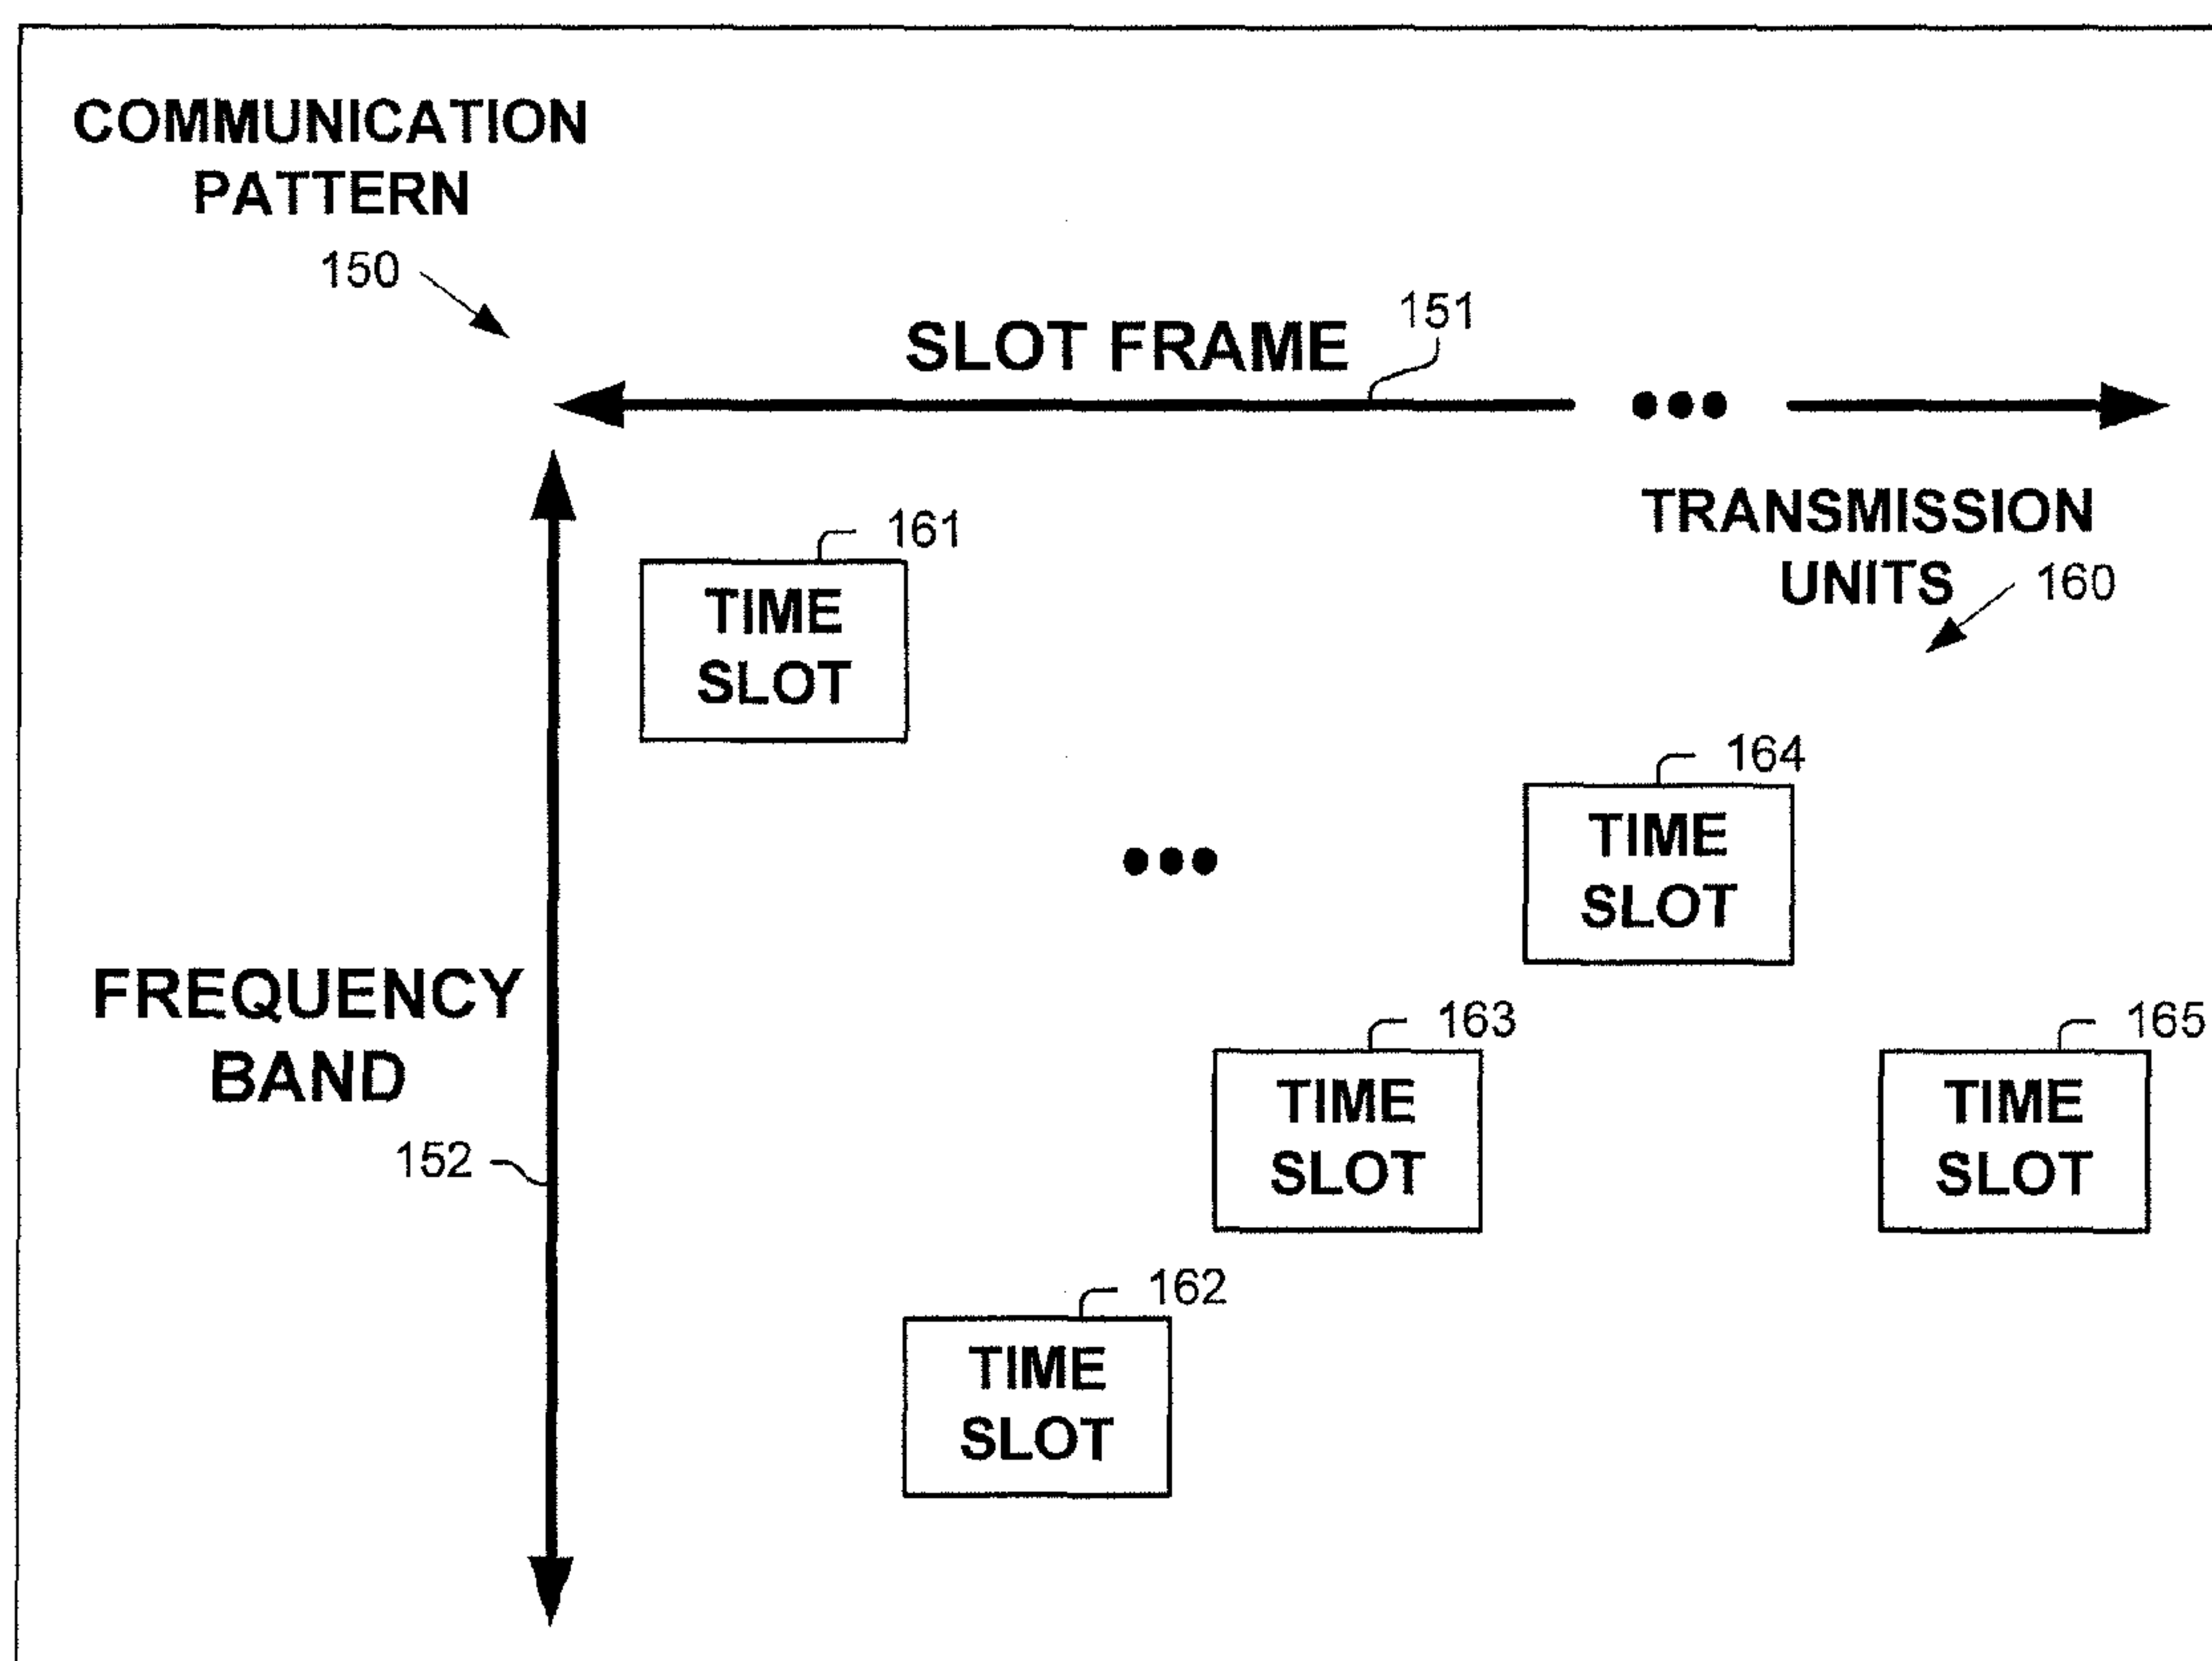 COMMUNICATION
PATTERN
150
SLOT FRAME
151
TRANSMISSION
UNITS
160
161
TIME
SLOT
164
TIME
SLOT
FREQUENCY
BAND
152
163
TIME
SLOT
165
TIME
SLOT
162
TIME
SLOT